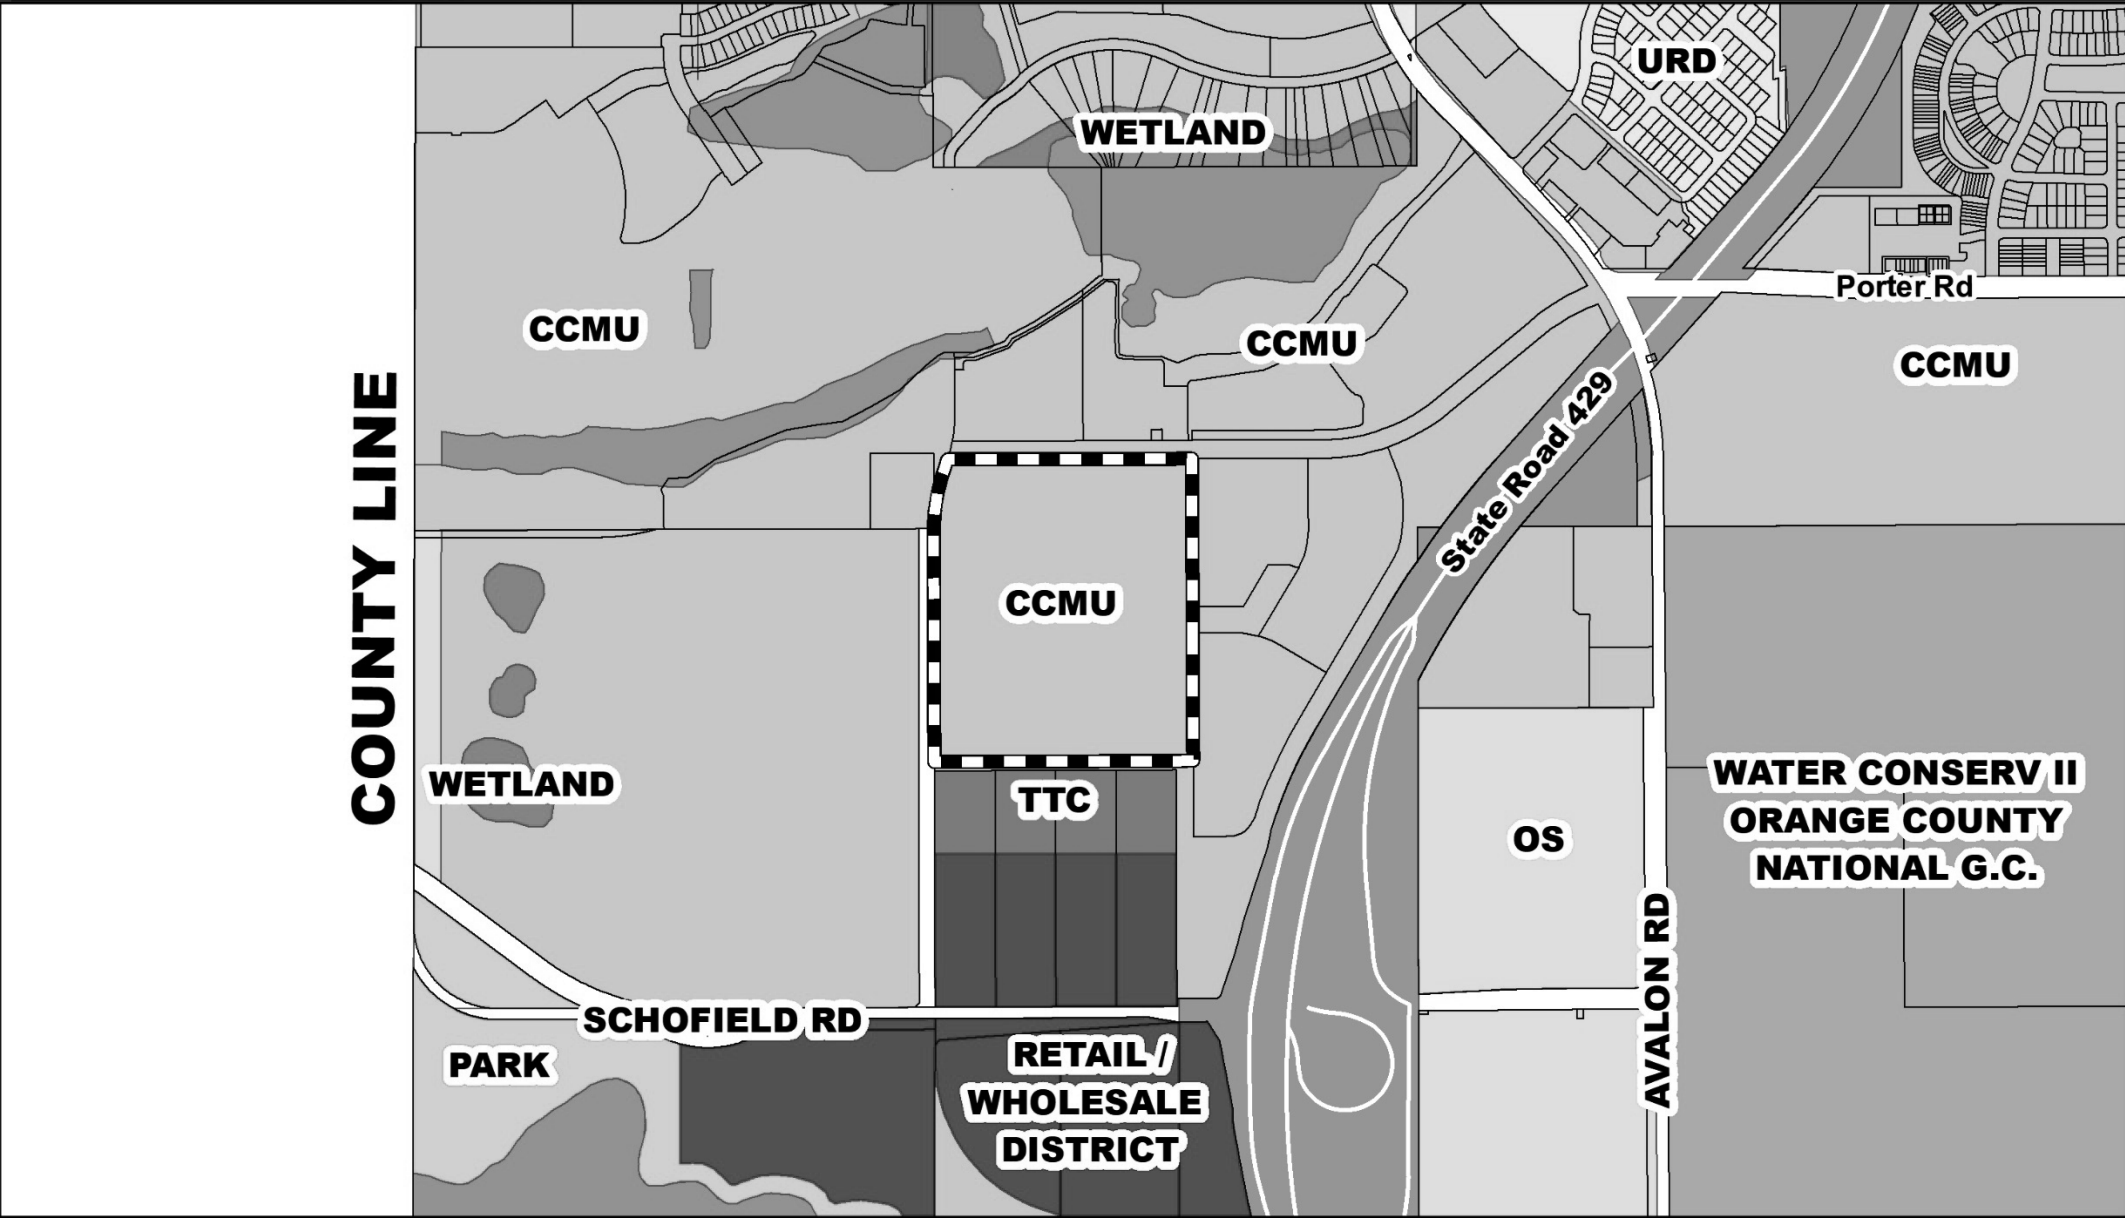 URD
WETLAND
Porter Rd
CCMU
CCMU
CCMU
COUNTY LINE
State Road 429
CCMU
WETLAND
TTC
OS
WATER CONSERV II
ORANGE COUNTY
NATIONAL G.C.
AVALON RD
SCHOFIELD RD
PARK
RETAIL /
WHOLESALE
DISTRICT